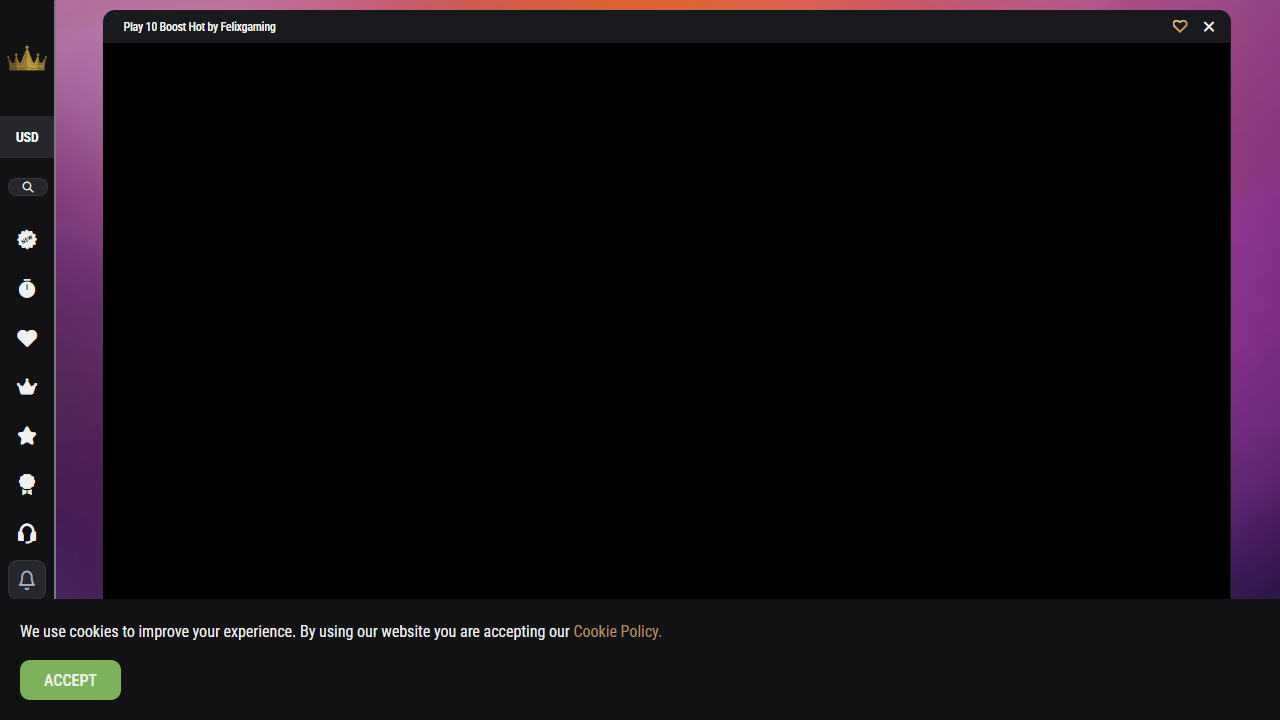 Play 10 Boost Hot by Felixgaming
USD
NEW
We use cookies to improve your experience. By using our website you are accepting our Cookie Policy.
ACCEPT